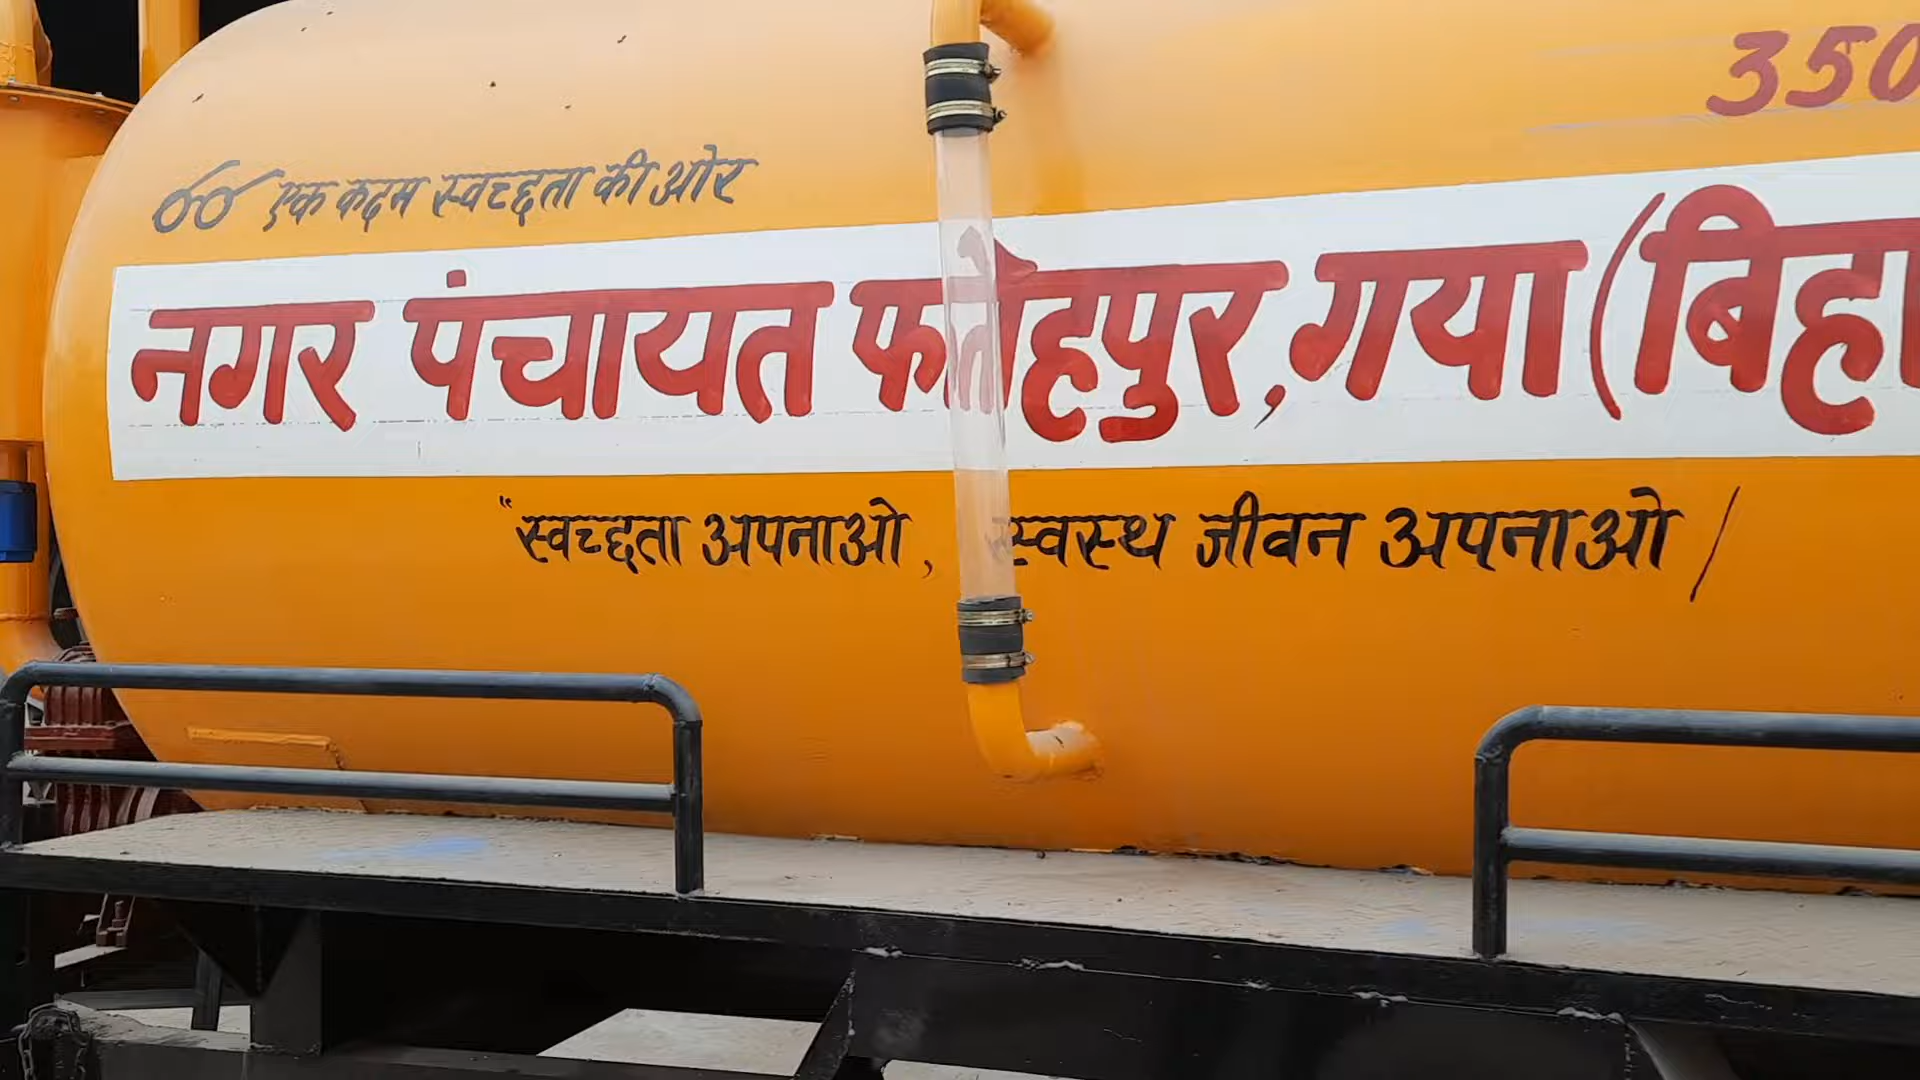 350
एक कदम स्वच्छता की ओर
नगर पंचायत फतेहपुर, गया (बिहा
"स्वच्छता अपनाओ, स्वस्थ जीवन अपनाओ /